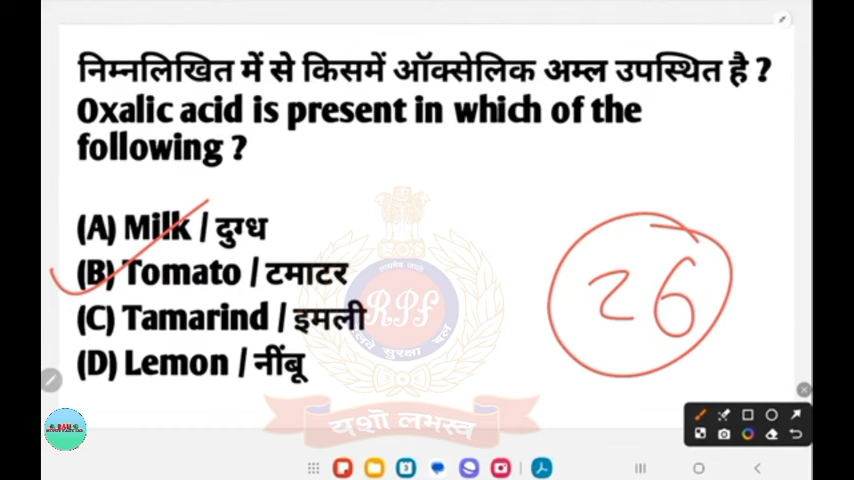 निम्नलिखित में से किसमें ऑक्सेलिक अम्ल उपस्थित है ?
Oxalic acid is present in which of the
following ?
(A) Milk / दुग्ध
(B) Tomato / टमाटर
(C) Tamarind / इमली
(D) Lemon / नींबू
26
RPF
यशो लभस्व